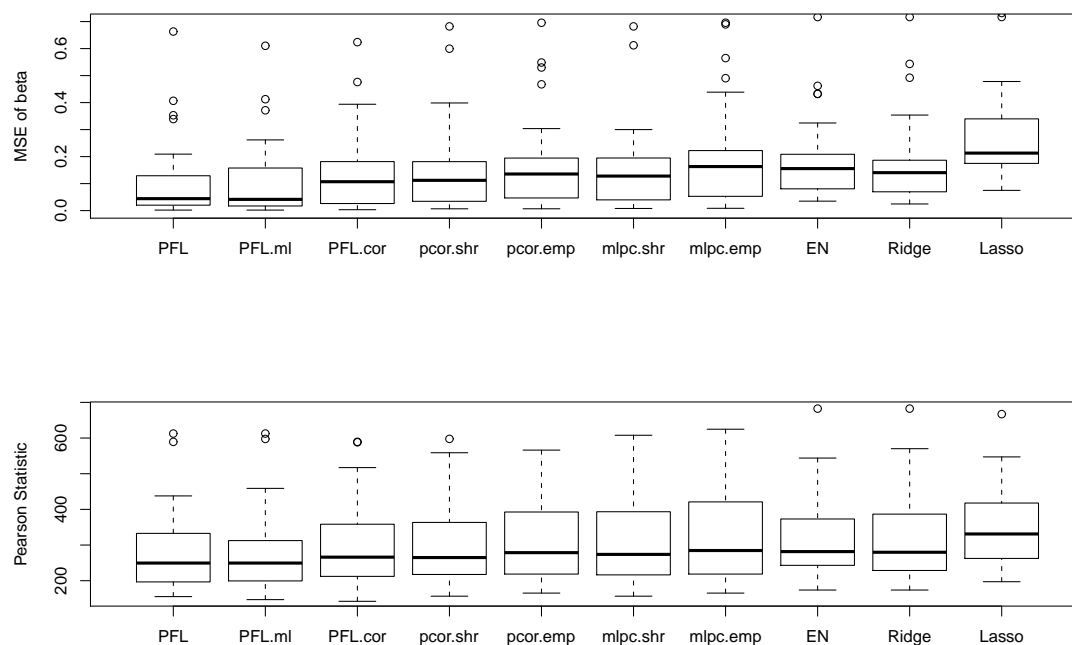 MSE of beta
0.6
0.4
0.2
0.0
PFL PFL.ml PFL.cor pcor.shr pcor.emp mlpc.shr mlpc.emp EN Ridge Lasso
Pearson Statistic
600
400
200
PFL PFL.ml PFL.cor pcor.shr pcor.emp mlpc.shr mlpc.emp EN Ridge Lasso